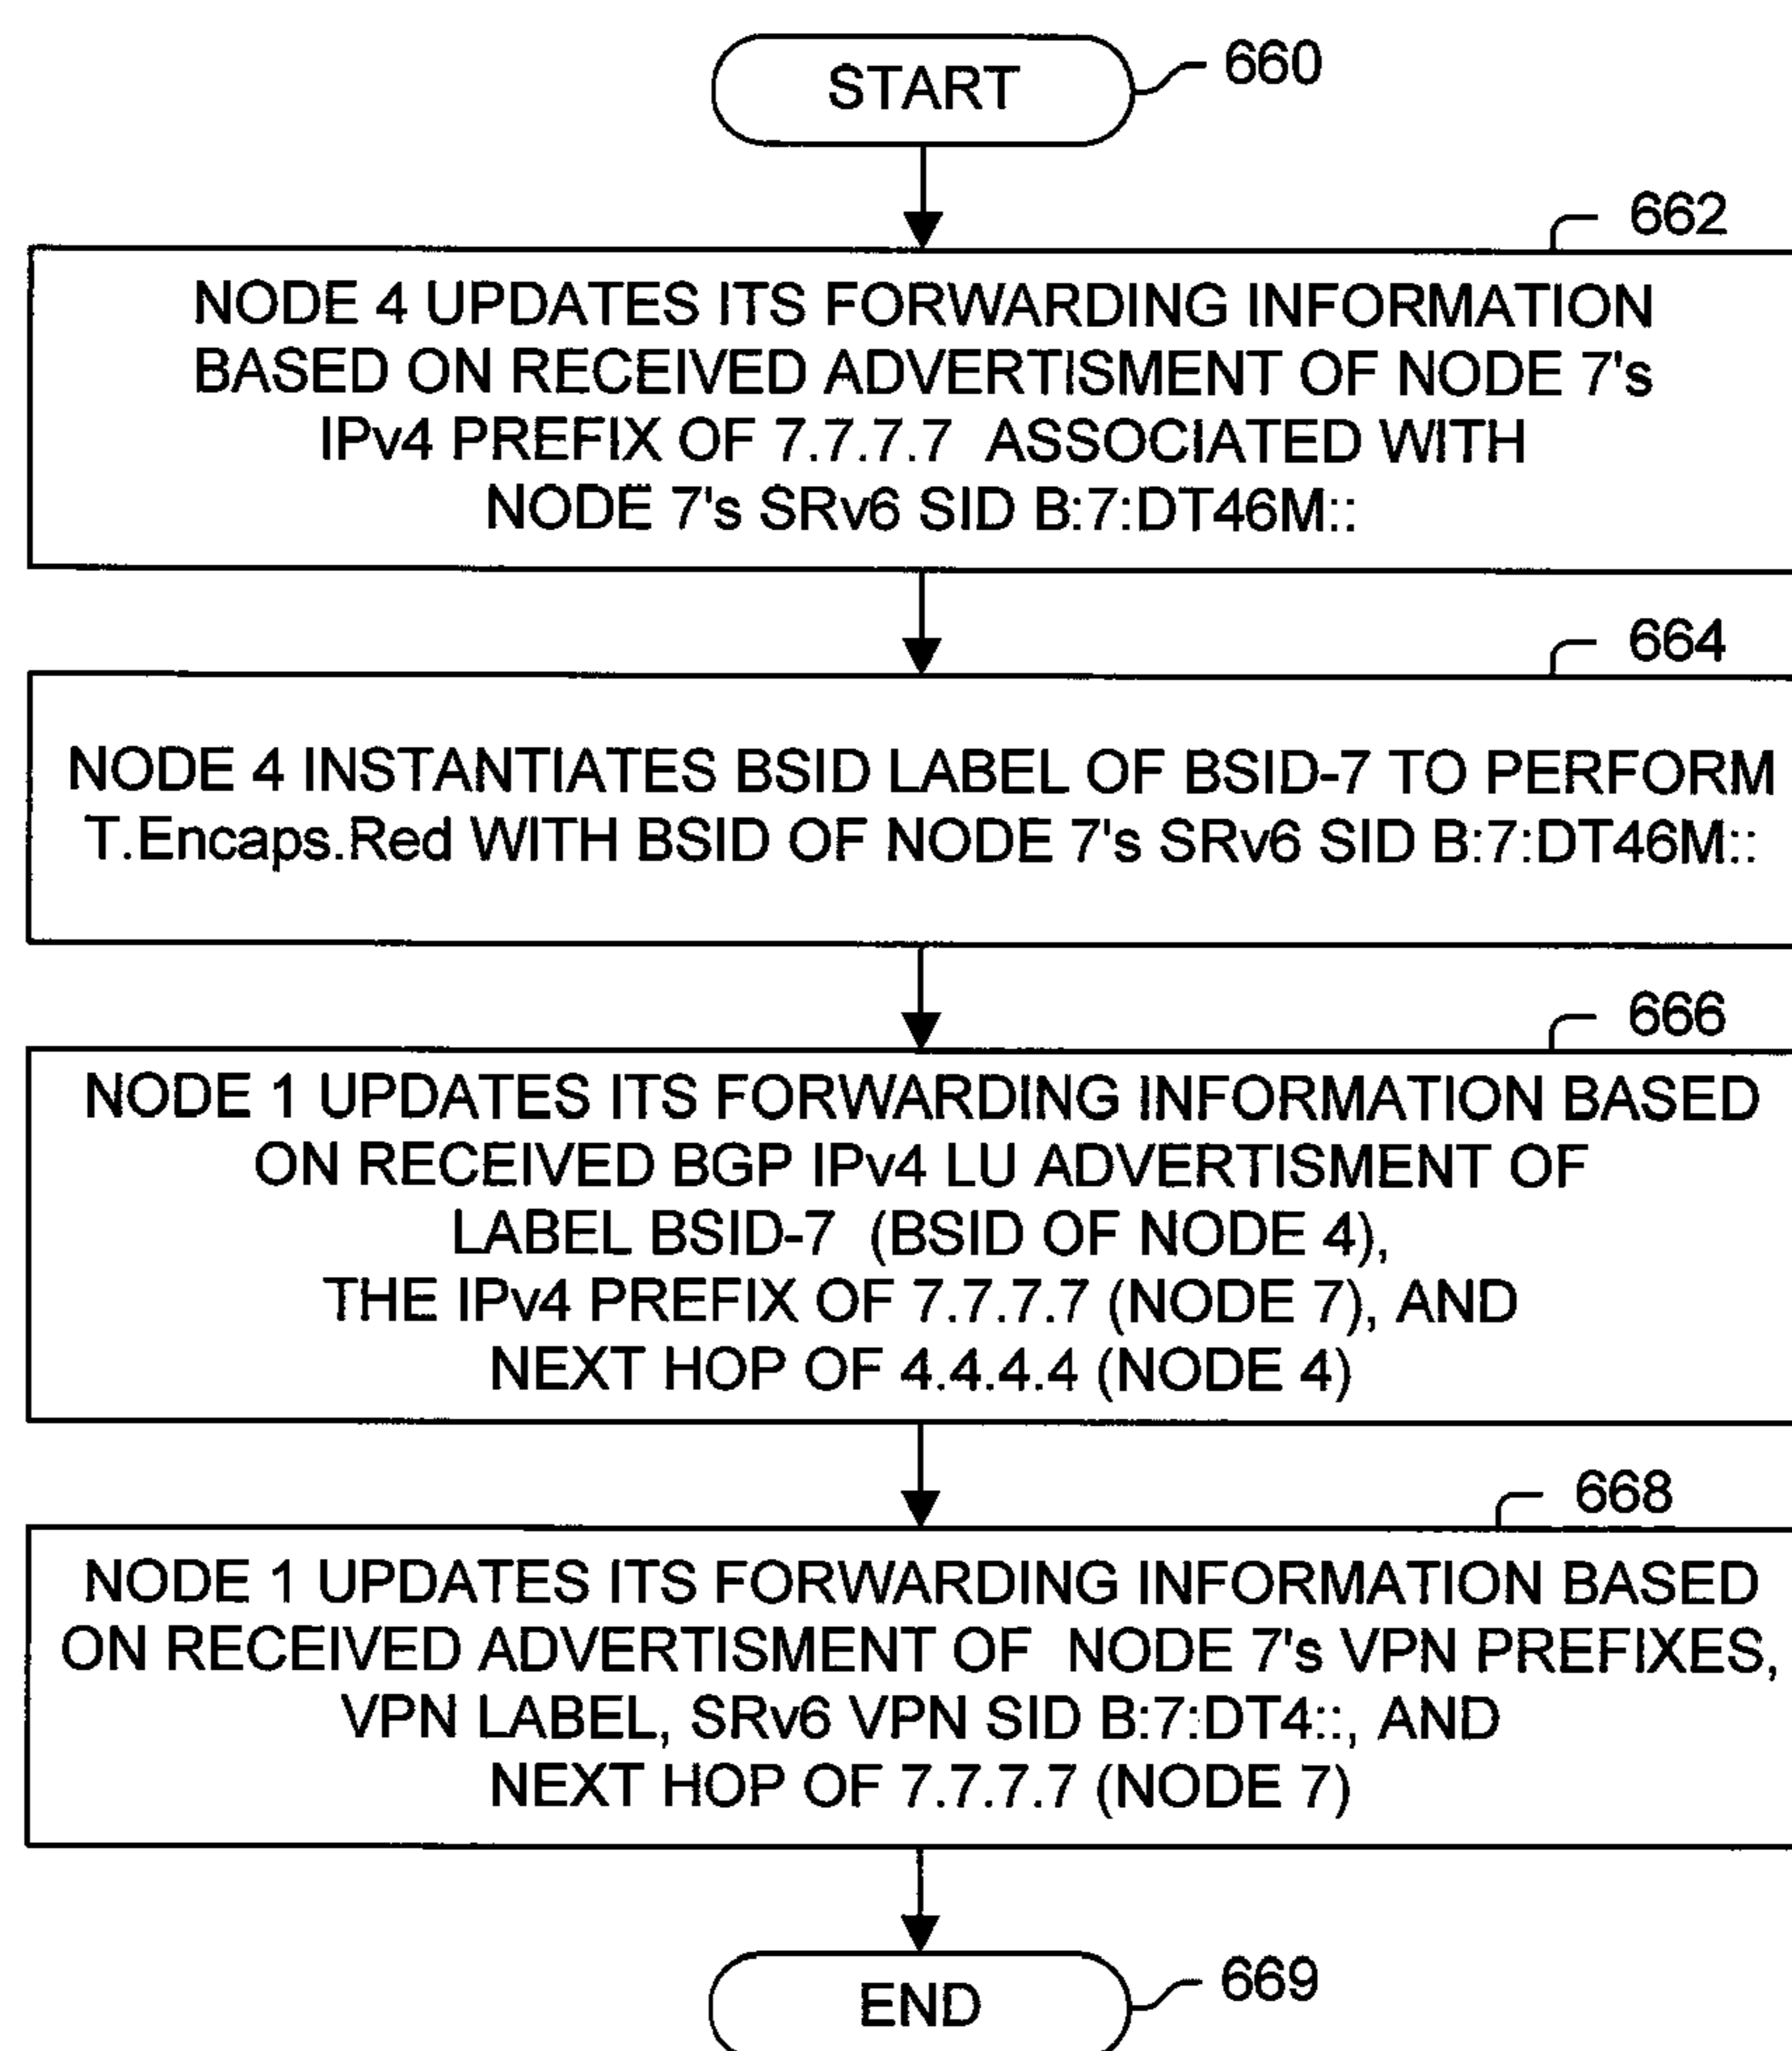 START
660
662
NODE 4 UPDATES ITS FORWARDING INFORMATION
BASED ON RECEIVED ADVERTISMENT OF NODE 7's
IPv4 PREFIX OF 7.7.7.7 ASSOCIATED WITH
NODE 7's SRv6 SID B:7:DT46M::
664
NODE 4 INSTANTIATES BSID LABEL OF BSID-7 TO PERFORM
T.Encaps.Red WITH BSID OF NODE 7's SRv6 SID B:7:DT46M::
666
NODE 1 UPDATES ITS FORWARDING INFORMATION BASED
ON RECEIVED BGP IPv4 LU ADVERTISMENT OF
LABEL BSID-7 (BSID OF NODE 4),
THE IPv4 PREFIX OF 7.7.7.7 (NODE 7), AND
NEXT HOP OF 4.4.4.4 (NODE 4)
668
NODE 1 UPDATES ITS FORWARDING INFORMATION BASED
ON RECEIVED ADVERTISMENT OF NODE 7's VPN PREFIXES,
VPN LABEL, SRv6 VPN SID B:7:DT4::, AND
NEXT HOP OF 7.7.7.7 (NODE 7)
END
669